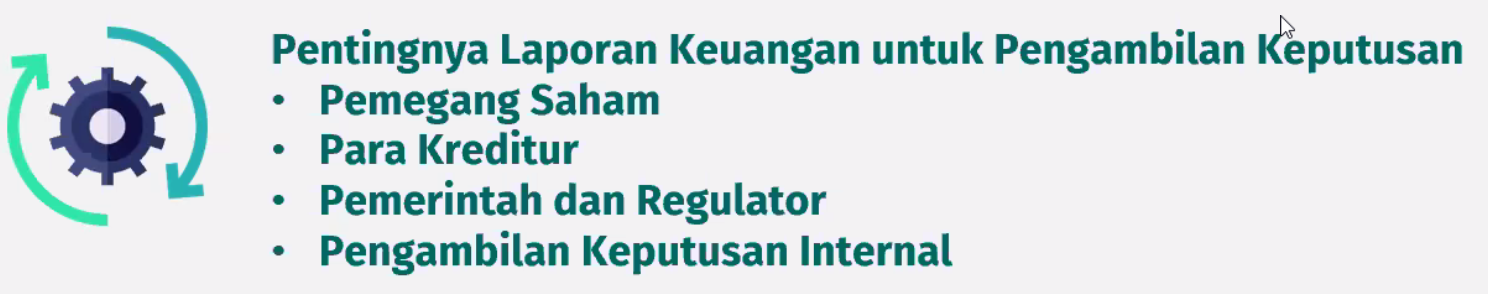 Pentingnya Laporan Keuangan untuk Pengambilan Keputusan
• Pemegang Saham
• Para Kreditur
• Pemerintah dan Regulator
• Pengambilan Keputusan Internal